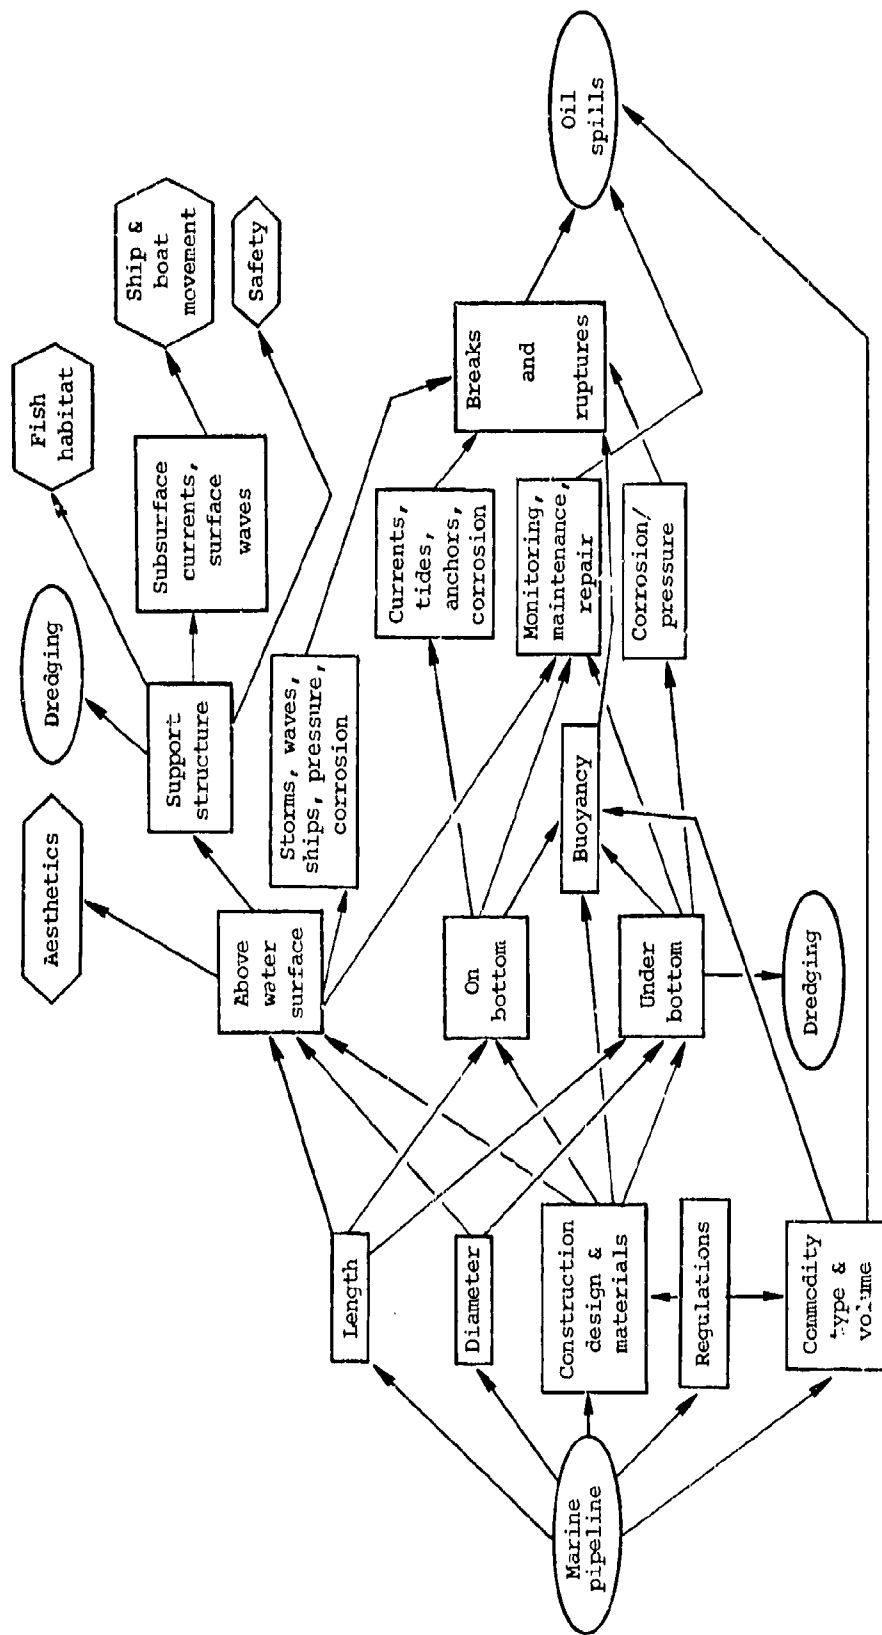 Marine
pipeline
Length
Diameter
Construction
design &
materials
Regulations
Commodity
type &
volume
Above
water
surface
On
bottom
Under
bottom
Dredging
Aesthetics
Support
structure
Storms, waves,
ships, pressure,
corrosion
Buoyancy
Dredging
Fish
habitat
Subsurface
currents,
surface
waves
Currents,
tides,
anchors,
corrosion
Monitoring,
maintenance,
repair
Corrosion/
pressure
Ship &
boat
movement
Safety
Breaks
and
ruptures
Oil
spills